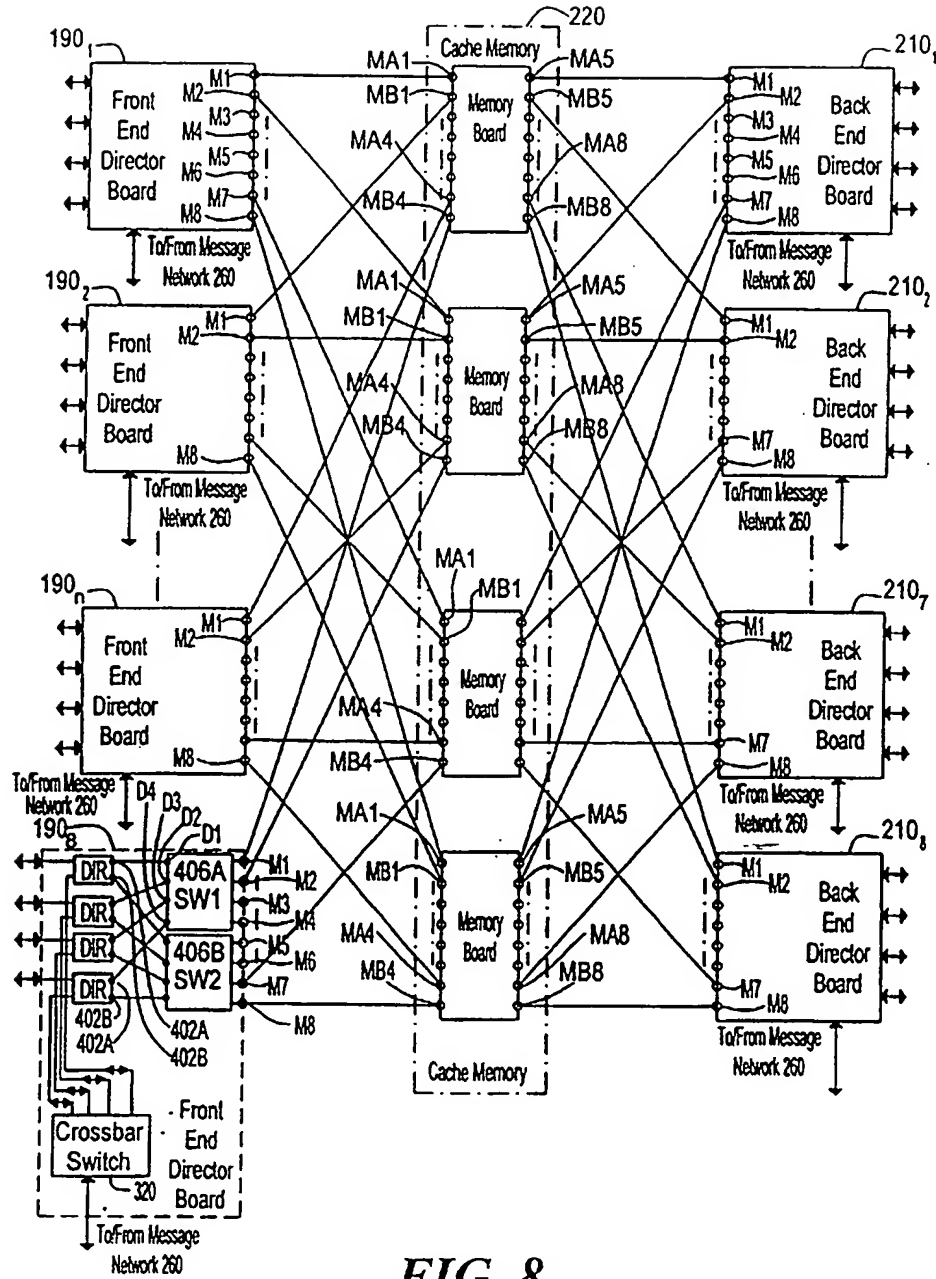 220
Cache Memory
190 1
Front
End
Director
Board
M1
M2
M3
M4
M5
M6
M7
M8
To/From Message
Network 260
MA1
MB1
MA4
MB4
Memory
Board
MA5
MB5
MA8
MB8
210 1
M1
M2
M3
M4
M5
M6
M7
M8
Back
End
Director
Board
To/From Message
Network 260
190 2
Front
End
Director
Board
M1
M2
M8
To/From Message
Network 260
MA1
MB1
MA4
MB4
Memory
Board
MA5
MB5
MA8
MB8
210 2
M1
M2
M7
M8
Back
End
Director
Board
To/From Message
Network 260
190 n
Front
End
Director
Board
M1
M2
M8
To/From Message
Network 260
MA1
MB1
MA4
MB4
Memory
Board
210 7
M1
M2
M7
M8
Back
End
Director
Board
To/From Message
Network 260
190 8
D4
D3
D2
D1
DIR
DIR
DIR
DIR
406A
SW1
406B
SW2
M1
M2
M3
M4
M5
M6
M7
M8
402B
402A
402A
402B
Crossbar
Switch
320
Front
End
Director
Board
To/From Message
Network 260
MA1
MB1
MA4
MB4
Memory
Board
MA5
MB5
MA8
MB8
Cache Memory
210 8
M1
M2
M7
M8
Back
End
Director
Board
To/From Message
Network 260
FIG. 8